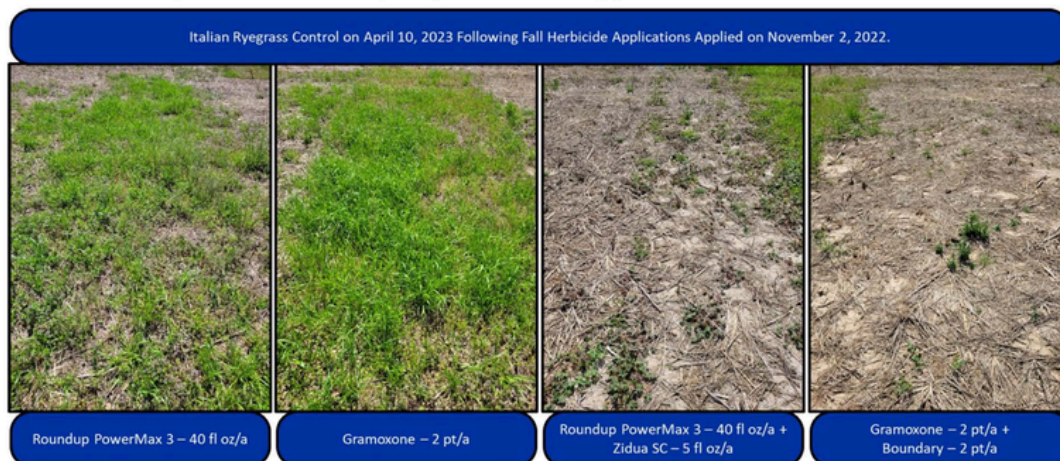 Italian Ryegrass Control on April 10, 2023 Following Fall Herbicide Applications Applied on November 2, 2022.
Roundup PowerMax 3 – 40 fl oz/a
Gramoxone – 2 pt/a
Roundup PowerMax 3 – 40 fl oz/a +
Zidua SC – 5 fl oz/a
Gramoxone – 2 pt/a +
Boundary – 2 pt/a